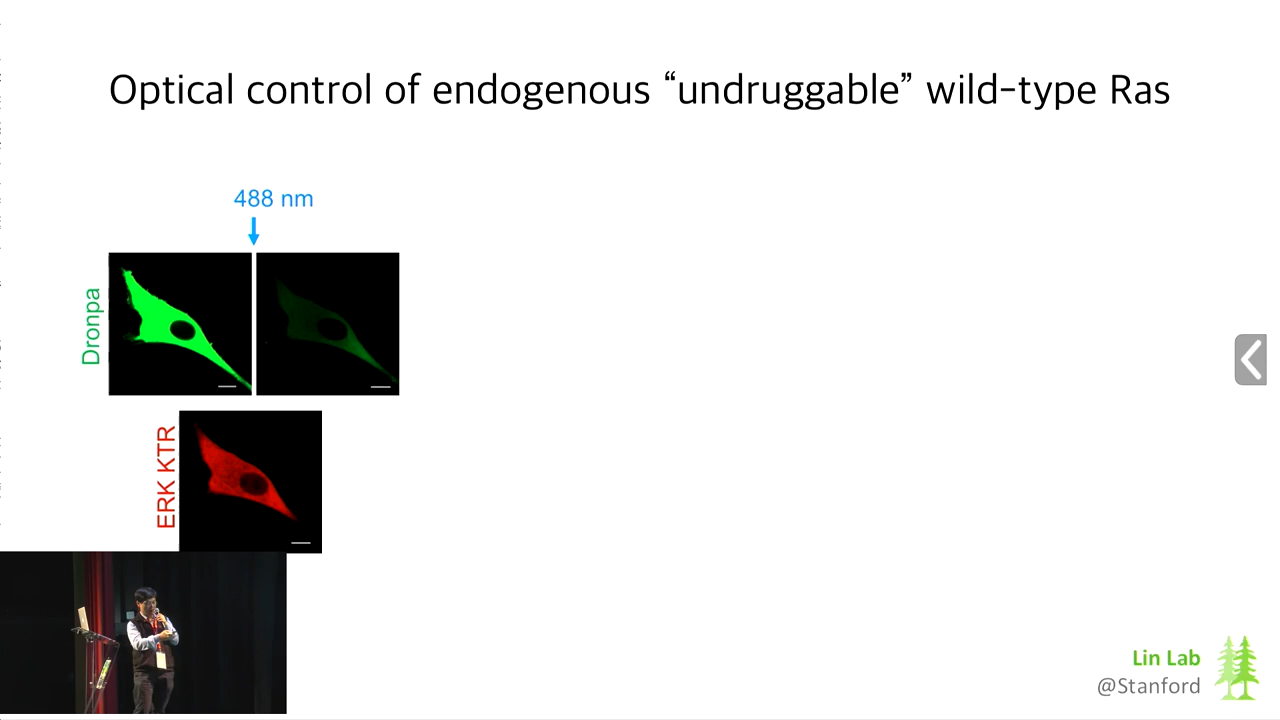 Optical control of endogenous “undruggable” wild-type Ras
488 nm
Dronpa
ERK KTR
Lin Lab
@Stanford